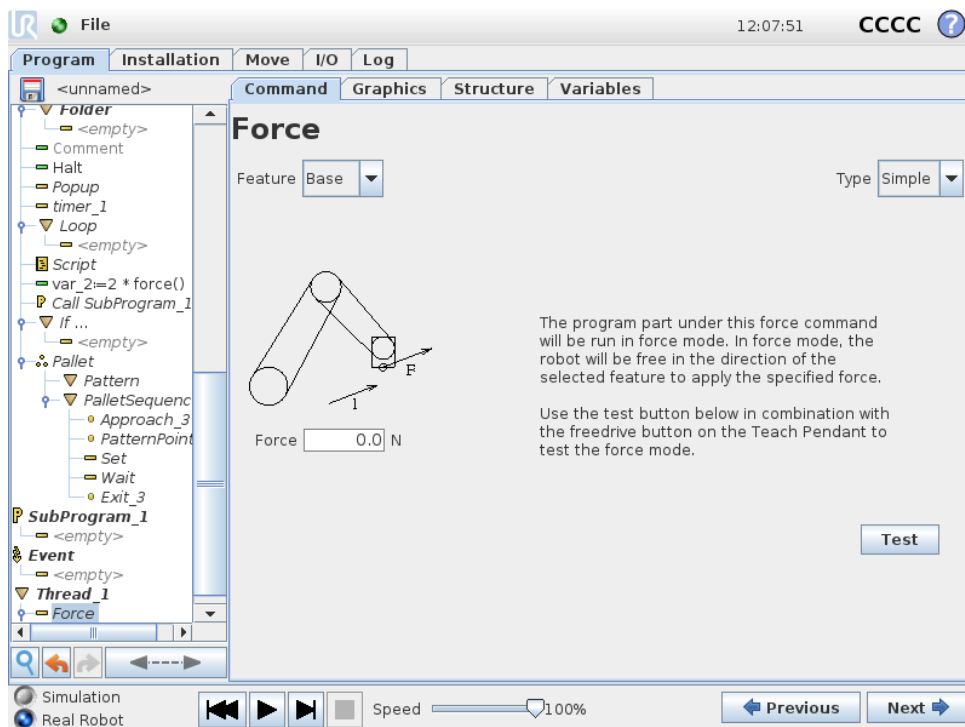 UR File 12:07:51 CCCC ?
Program Installation Move I/O Log
<unnamed> Command Graphics Structure Variables
Folder
<empty>
Comment
Halt
Popup
timer_1
Loop
<empty>
Script
var_2:=2 * force()
Call SubProgram_1
If ...
<empty>
Pallet
Pattern
PalletSequenc
Approach_3
PatternPoint
Set
Wait
Exit_3
P SubProgram_1
<empty>
Event
<empty>
Thread_1
Force
Force
Feature Base Type Simple
F
1
Force 0.0 N
The program part under this force command
will be run in force mode. In force mode, the
robot will be free in the direction of the
selected feature to apply the specified force.
Use the test button below in combination with
the freedrive button on the Teach Pendant to
test the force mode.
Test
Simulation
Real Robot
Speed 100% Previous Next